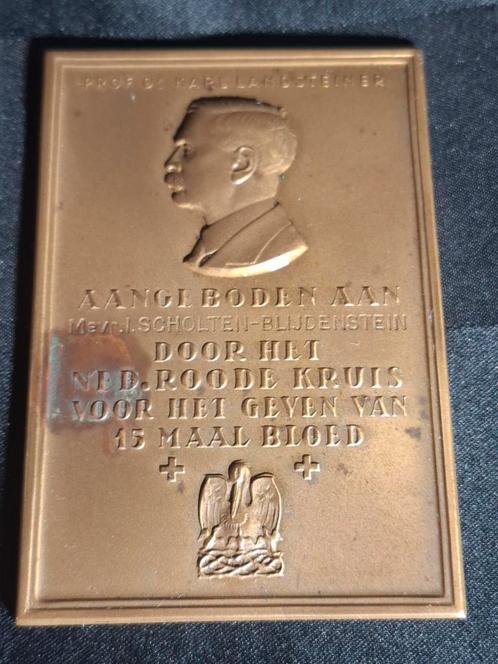 PROF. Dr. KARL LANDSTEINER
AANGEBODEN AAN
Mevr. I. SCHOLTEN-BLIJDENSTEIN
DOOR HET
NED. ROODE KRUIS
VOOR HET GEVEN VAN
15 MAAL BLOED